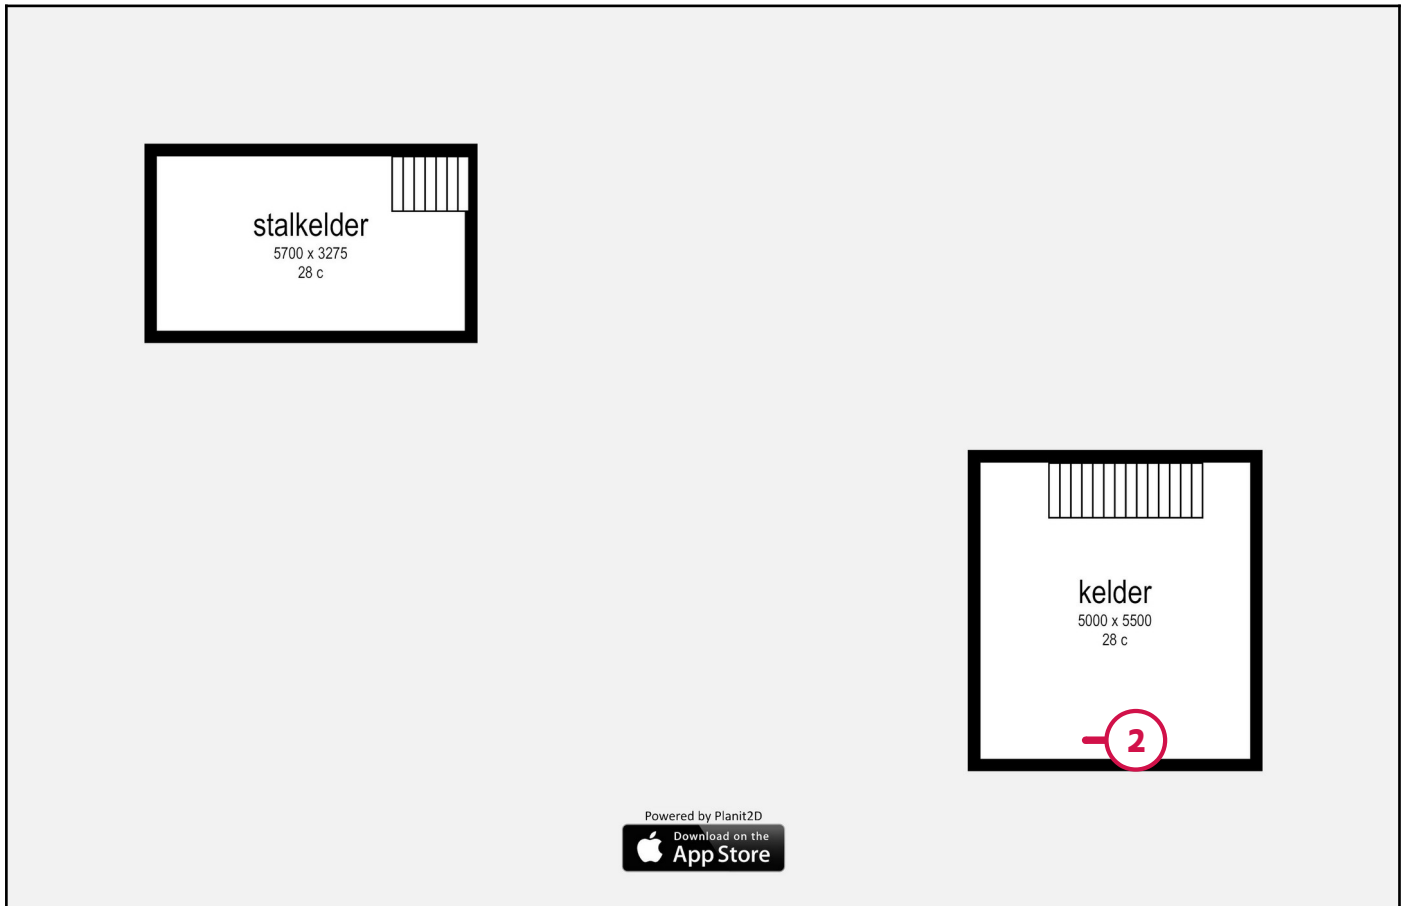 stalkelder
5700 x 3275
28 c
kelder
5000 x 5500
28 c
2
Powered by Planit2D
Download on the
App Store